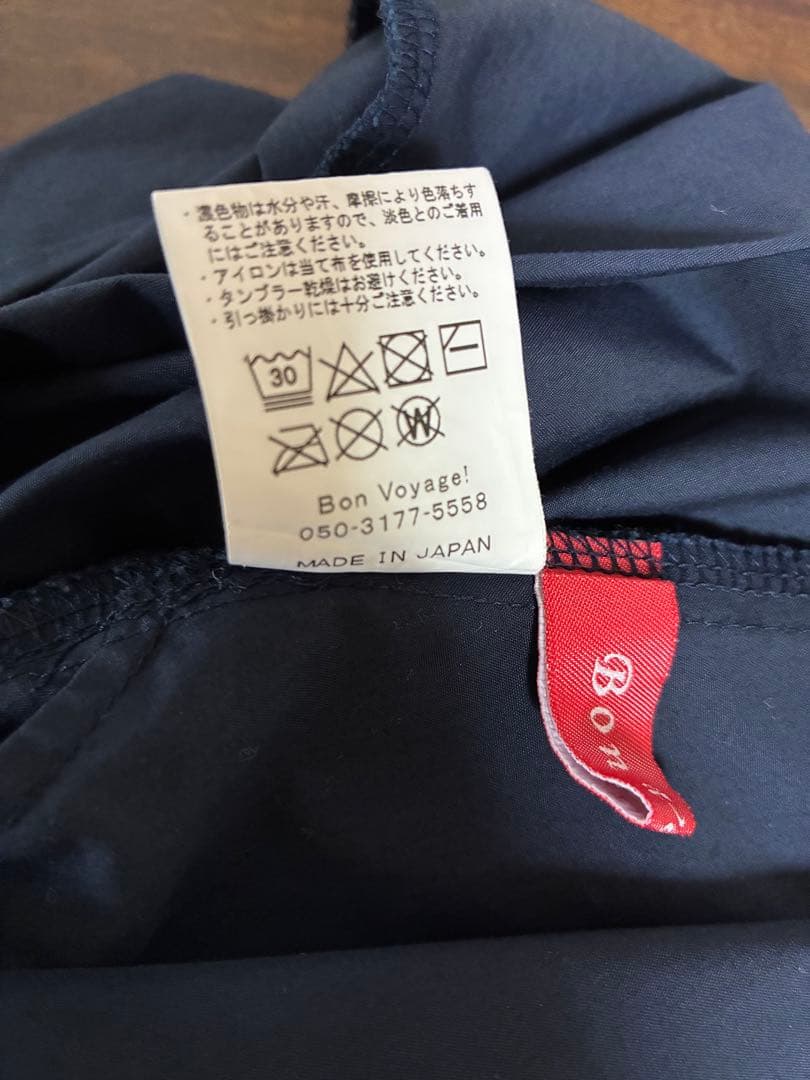 ・濃色物は水分や汗、摩擦により色落ちす
ることがありますので、淡色とのご着用
にはご注意ください。
・アイロンは当て布を使用してください。
・タンブラー乾燥はお避けください。
・引っ掛かりには十分ご注意ください。
30
W
Bon Voyage!
050-3177-5558
MADE IN JAPAN
Bon